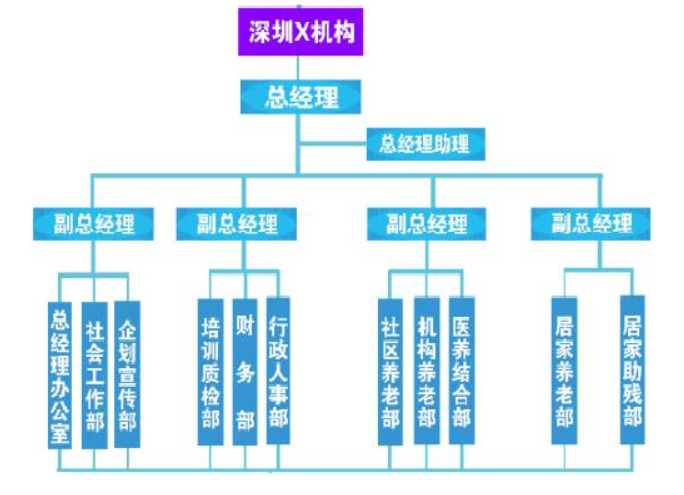 深圳X机构
总经理
总经理助理
副总经理
副总经理
副总经理
副总经理
总经理办公室
社会工作部
企划宣传部
培训质检部
财务部
行政人事部
社区养老部
机构养老部
医养结合部
居家养老部
居家助残部